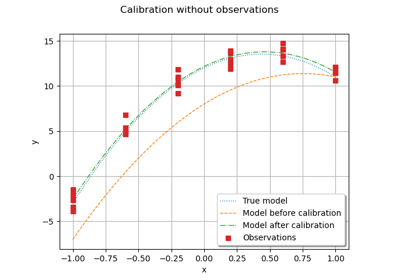 Calibration without observations
15
10
5
0
−5
y
−1.00 −0.75 −0.50 −0.25 0.00 0.25 0.50 0.75 1.00
x
True model
Model before calibration
Model after calibration
Observations